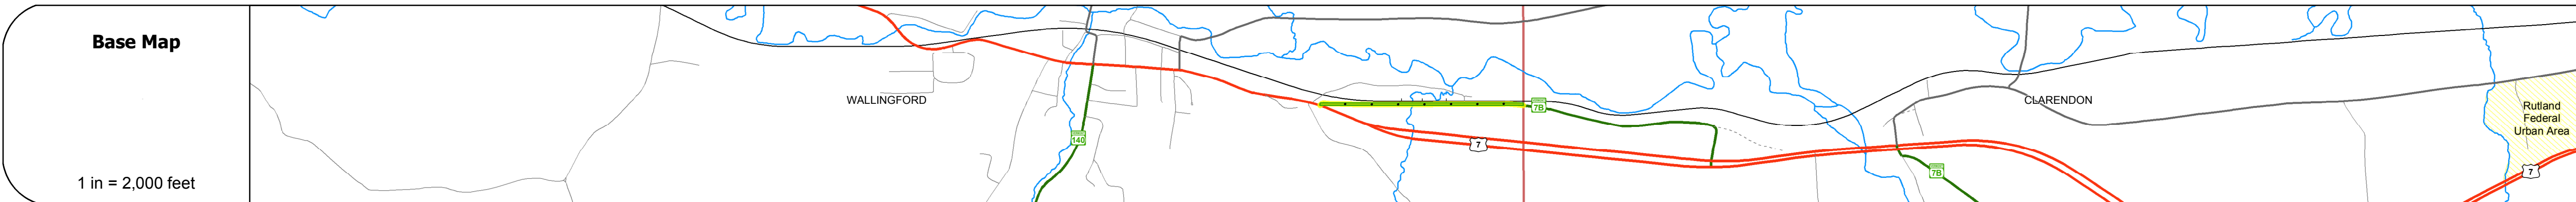 Base Map
1 in = 2,000 feet
WALLINGFORD
140
7B
7
CLARENDON
7B
Rutland
Federal
Urban Area
7